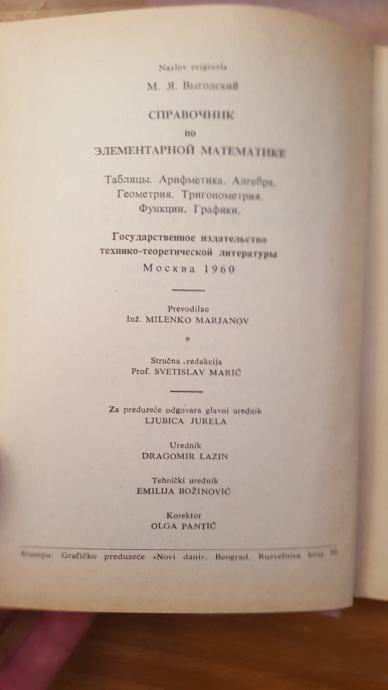 Naslov originala
М. Я. Выгодский
СПРАВОЧНИК
по
ЭЛЕМЕНТАРНОЙ МАТЕМАТИКЕ
Таблицы. Арифметика. Алгебра.
Геометрия. Тригонометрия.
Функции. Графики.
Государственное издательство
технико-теоретической литературы
Москва 1960
Prevodilac
Inž. MILENKO MARJANOV
*
Stručna redakcija
Prof. SVETISLAV MARIĆ
Za preduzeće odgovara glavni urednik
LJUBICA JURELA
Urednik
DRAGOMIR LAZIN
Tehnički urednik
EMILIJA BOŽINOVIĆ
Korektor
OLGA PANTIĆ
Štampa: Grafičko preduzeće »Novi dani«, Beograd, Ruzveltova broj